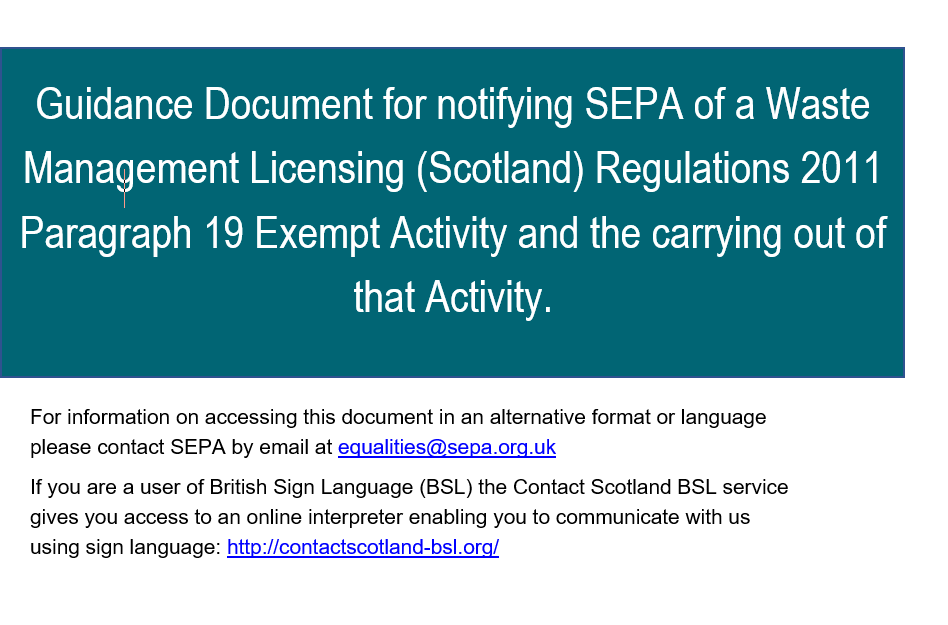 Guidance Document for notifying SEPA of a Waste
Management Licensing (Scotland) Regulations 2011
Paragraph 19 Exempt Activity and the carrying out of
that Activity.
For information on accessing this document in an alternative format or language
please contact SEPA by email at equalities@sepa.org.uk
If you are a user of British Sign Language (BSL) the Contact Scotland BSL service
gives you access to an online interpreter enabling you to communicate with us
using sign language: http://contactscotland-bsl.org/